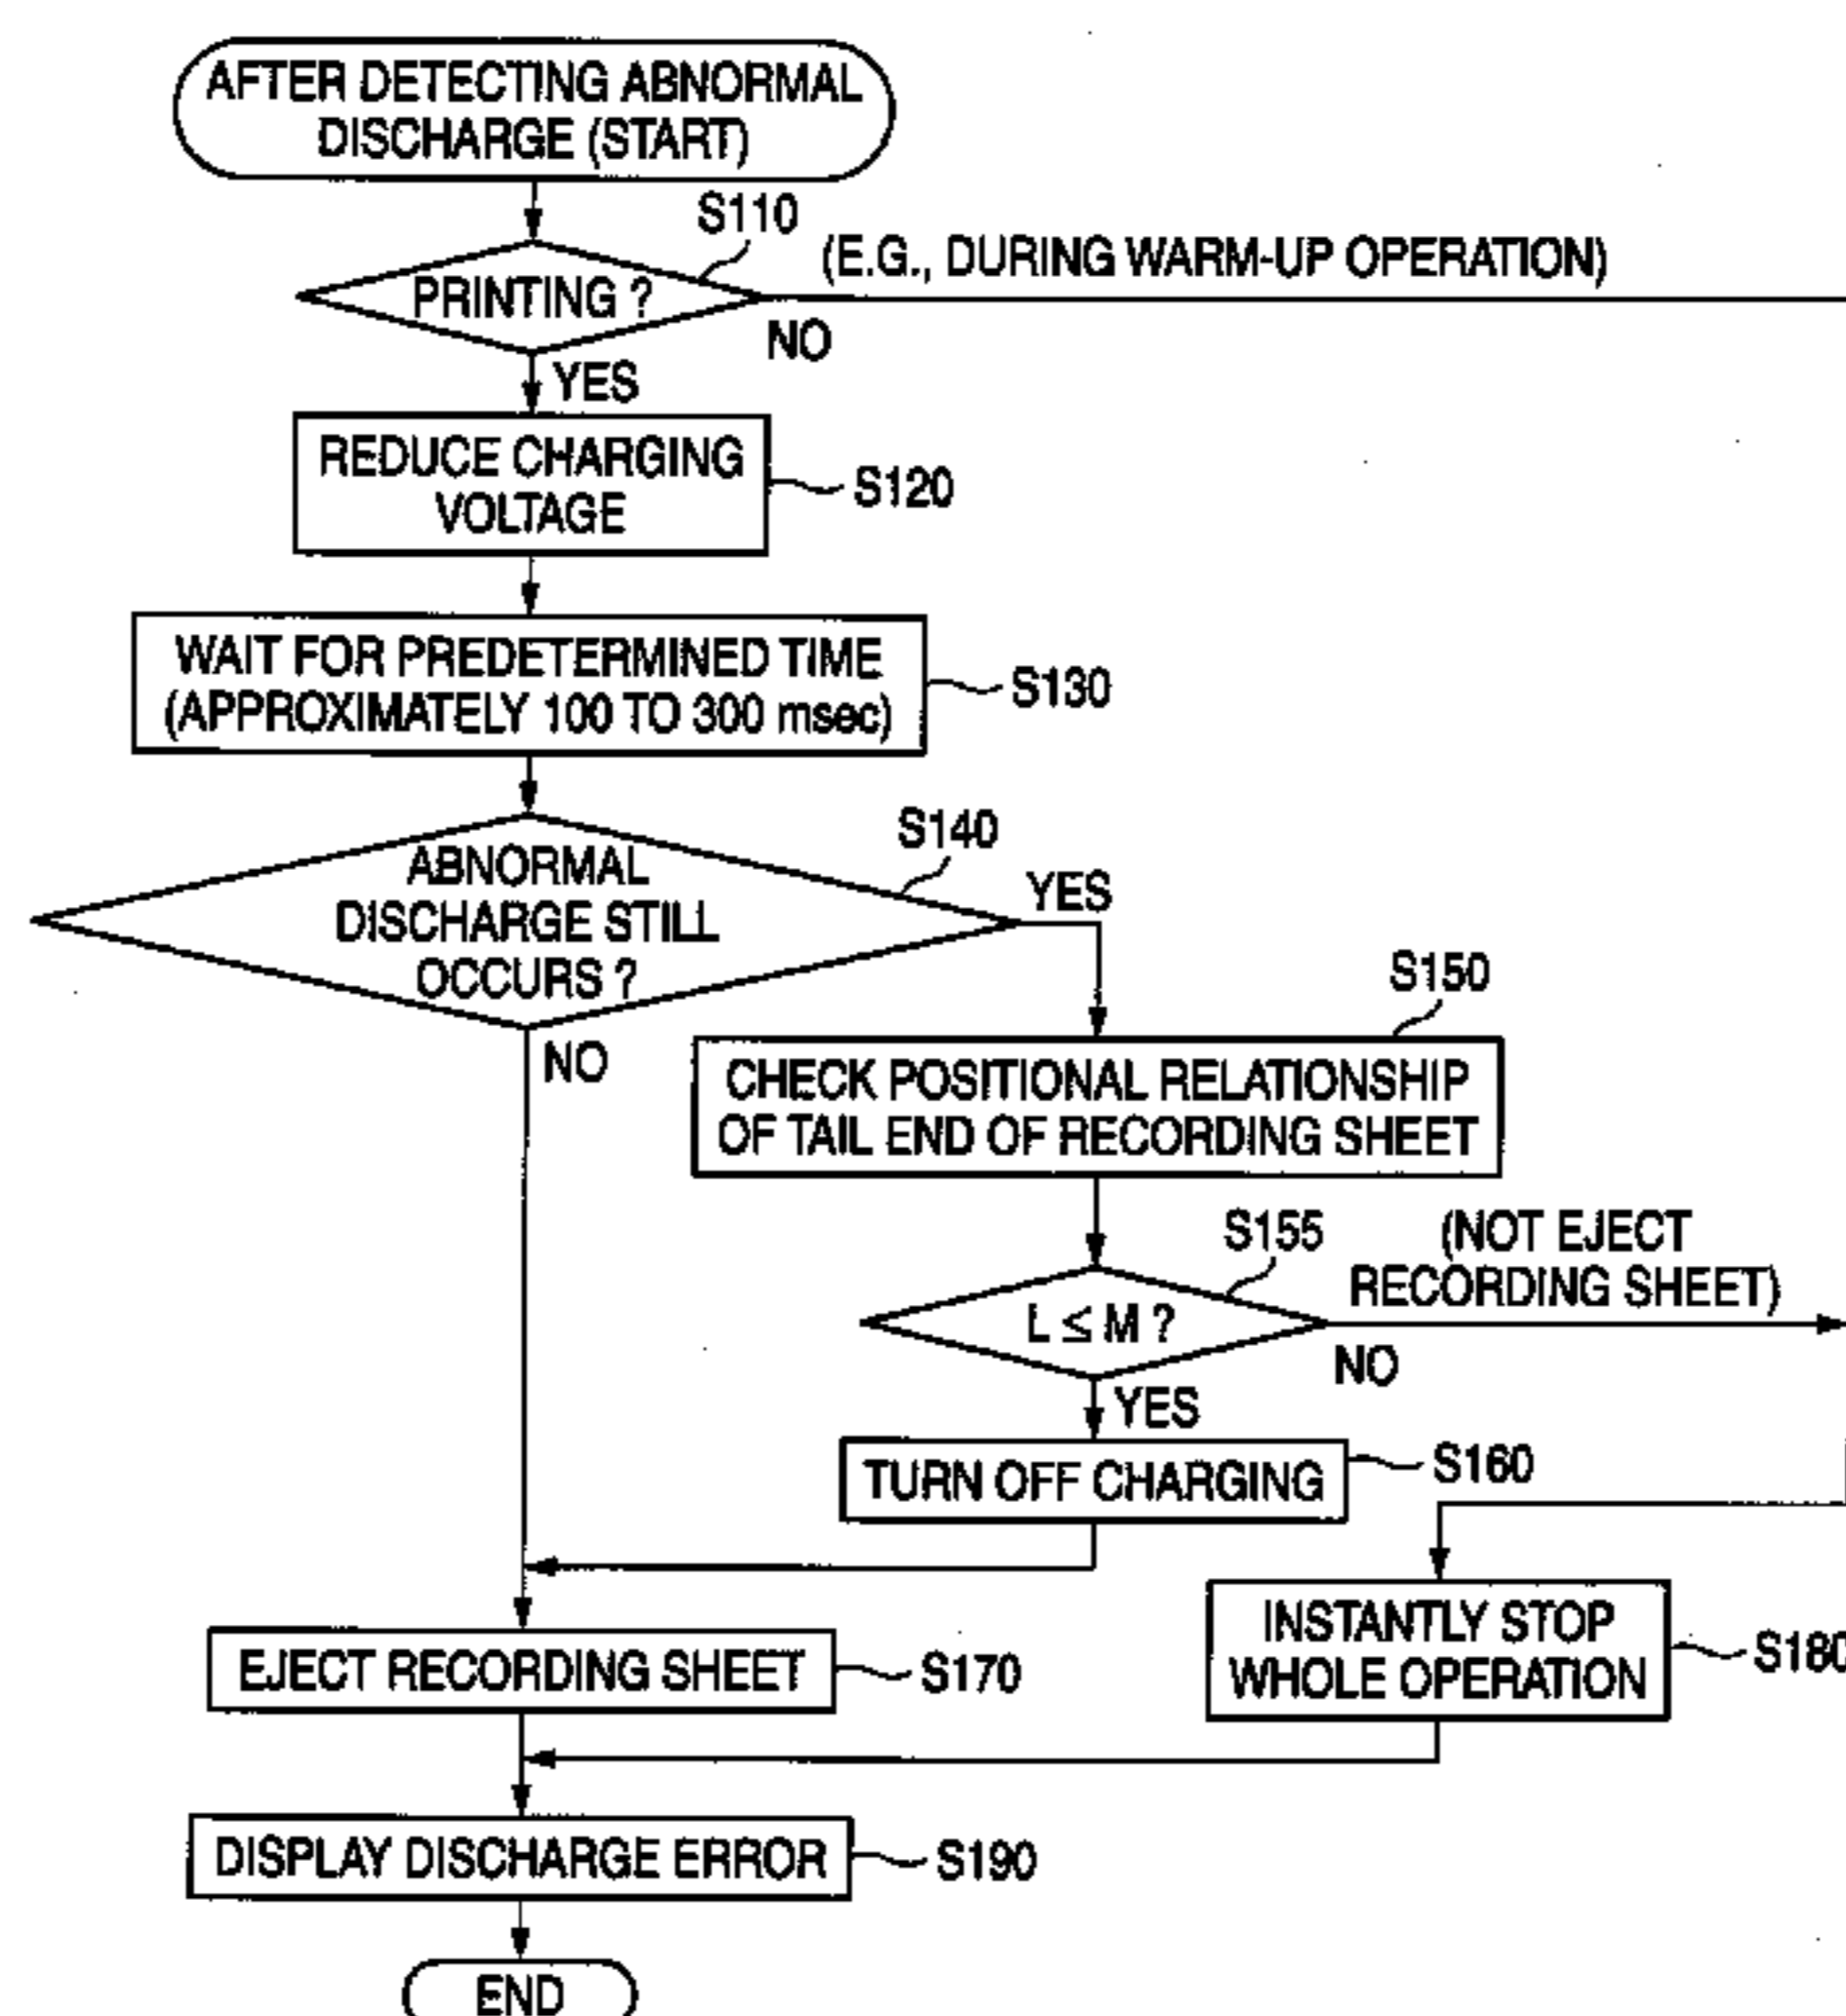 AFTER DETECTING ABNORMAL
DISCHARGE (START)
S110
(E.G., DURING WARM-UP OPERATION)
PRINTING ?
NO
YES
REDUCE CHARGING
VOLTAGE
S120
WAIT FOR PREDETERMINED TIME
(APPROXIMATELY 100 TO 300 msec)
S130
S140
ABNORMAL
DISCHARGE STILL
OCCURS ?
YES
NO
S150
CHECK POSITIONAL RELATIONSHIP
OF TAIL END OF RECORDING SHEET
S155
(NOT EJECT
RECORDING SHEET)
L ≤ M ?
NO
YES
TURN OFF CHARGING
S160
INSTANTLY STOP
WHOLE OPERATION
S180
EJECT RECORDING SHEET
S170
DISPLAY DISCHARGE ERROR
S190
END